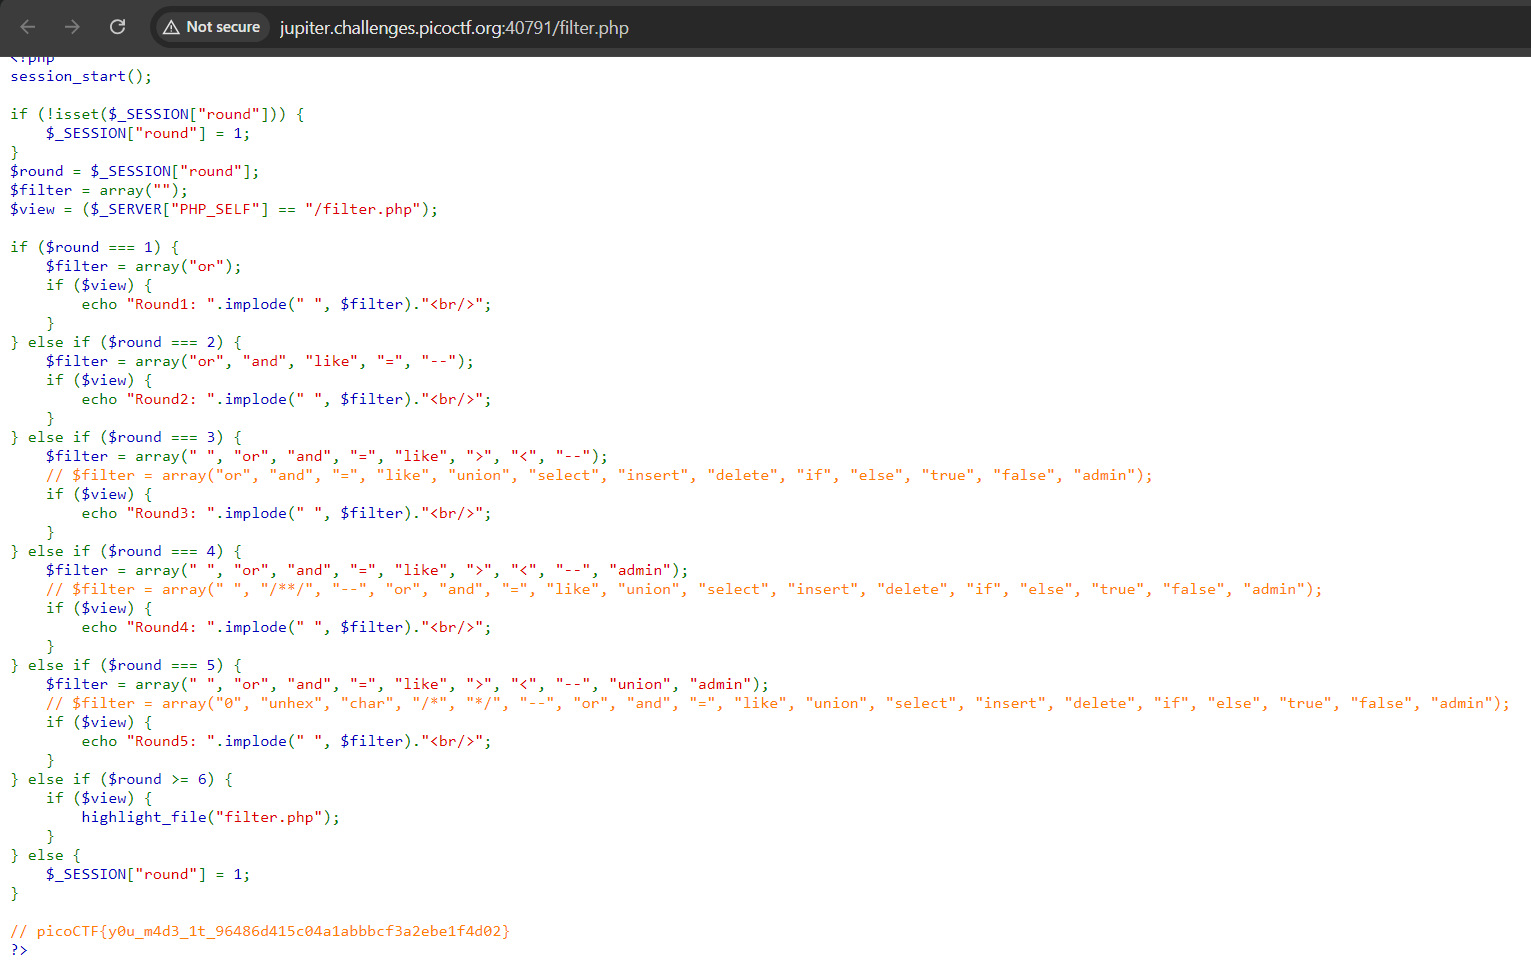 Not secure jupiter.challenges.picoctf.org:40791/filter.php
<?php
session_start();
if (!isset($_SESSION["round"])) {
    $_SESSION["round"] = 1;
}
$round = $_SESSION["round"];
$filter = array("");
$view = ($_SERVER["PHP_SELF"] == "/filter.php");
if ($round === 1) {
    $filter = array("or");
    if ($view) {
        echo "Round1: ".implode(" ", $filter)."<br/>";
    }
} else if ($round === 2) {
    $filter = array("or", "and", "like", "=", "--");
    if ($view) {
        echo "Round2: ".implode(" ", $filter)."<br/>";
    }
} else if ($round === 3) {
    $filter = array(" ", "or", "and", "=", "like", ">", "<", "--");
    // $filter = array("or", "and", "=", "like", "union", "select", "insert", "delete", "if", "else", "true", "false", "admin");
    if ($view) {
        echo "Round3: ".implode(" ", $filter)."<br/>";
    }
} else if ($round === 4) {
    $filter = array(" ", "or", "and", "=", "like", ">", "<", "--", "admin");
    // $filter = array(" ", "/**/", "--", "or", "and", "=", "like", "union", "select", "insert", "delete", "if", "else", "true", "false", "admin");
    if ($view) {
        echo "Round4: ".implode(" ", $filter)."<br/>";
    }
} else if ($round === 5) {
    $filter = array(" ", "or", "and", "=", "like", ">", "<", "--", "union", "admin");
    // $filter = array("0", "unhex", "char", "/*", "*/", "--", "or", "and", "=", "like", "union", "select", "insert", "delete", "if", "else", "true", "false", "admin");
    if ($view) {
        echo "Round5: ".implode(" ", $filter)."<br/>";
    }
} else if ($round >= 6) {
    if ($view) {
        highlight_file("filter.php");
    }
} else {
    $_SESSION["round"] = 1;
}
// picoCTF{y0u_m4d3_1t_96486d415c04a1abbbcf3a2ebe1f4d02}
?>